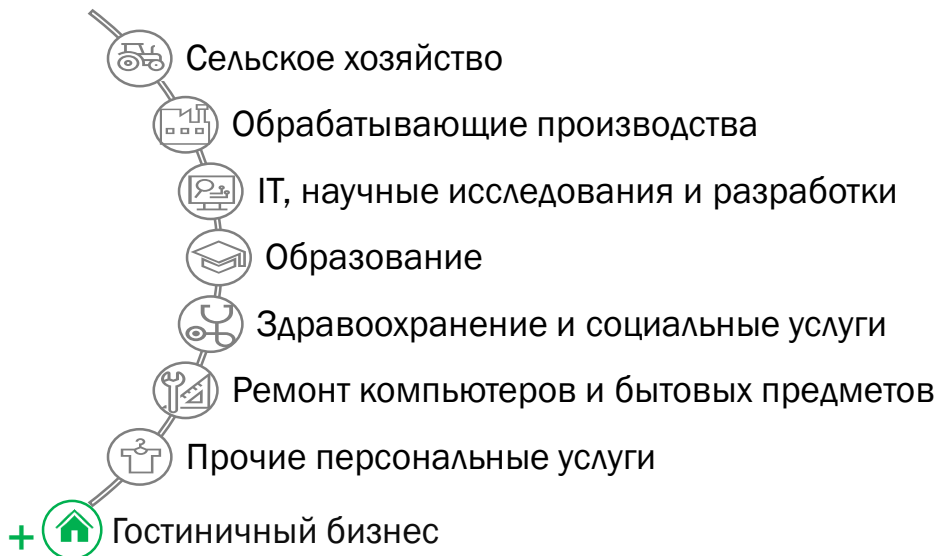 Сельское хозяйство
Обрабатывающие производства
IT, научные исследования и разработки
Образование
Здравоохранение и социальные услуги
Ремонт компьютеров и бытовых предметов
Прочие персональные услуги
+ Гостиничный бизнес